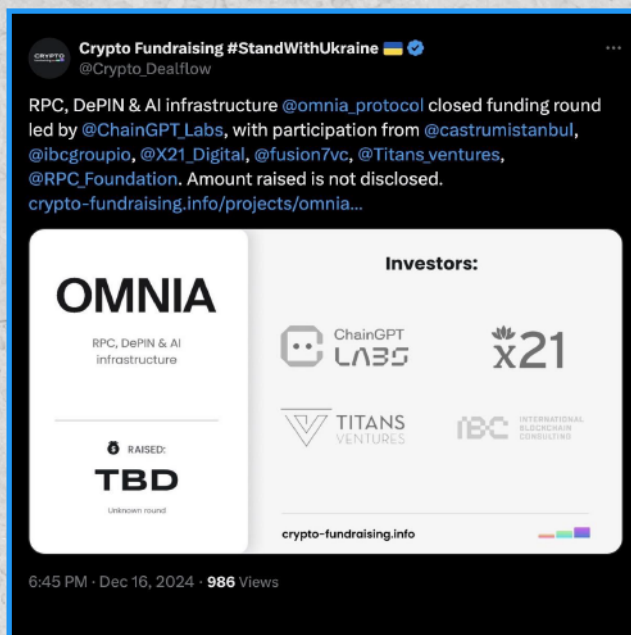 Crypto Fundraising #StandWithUkraine
@Crypto_Dealflow
RPC, DePIN & AI infrastructure @omnia_protocol closed funding round
led by @ChainGPT_Labs, with participation from @castrumistanbul,
@ibcgroupio, @X21_Digital, @fusion7vc, @Titans_ventures,
@RPC_Foundation. Amount raised is not disclosed.
crypto-fundraising.info/projects/omnia...
OMNIA
RPC, DePIN & AI
infrastructure
RAISED:
TBD
Unknown round
Investors:
ChainGPT
LABS
x21
TITANS
VENTURES
IBC
INTERNATIONAL
BLOCKCHAIN
CONSULTING
crypto-fundraising.info
6:45 PM · Dec 16, 2024 · 986 Views